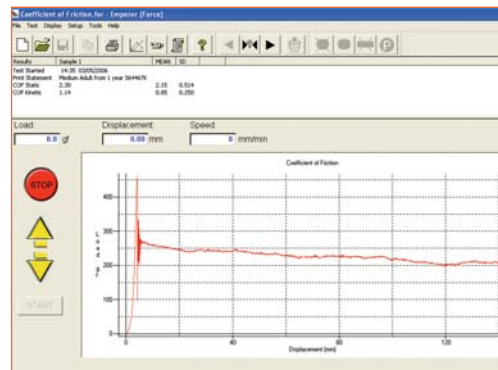 Coefficient of Friction.for - Emperor (Force)
File Test Display Setup Tools Help
Results Sample 1 MEAN SD
Test Started 14:35 03/05/2006
Print Statement Medium Adult from 1 year 564467K
COF Static 2.30 2.15 0.514
COF Kinetic 1.14 0.85 0.250
Load: Displacement: Speed:
0.0 gf 0.00 mm 0 mm/min
STOP
START
Coefficient of Friction
400
300
200
100
0
0 40 80 120
Displacement (mm)